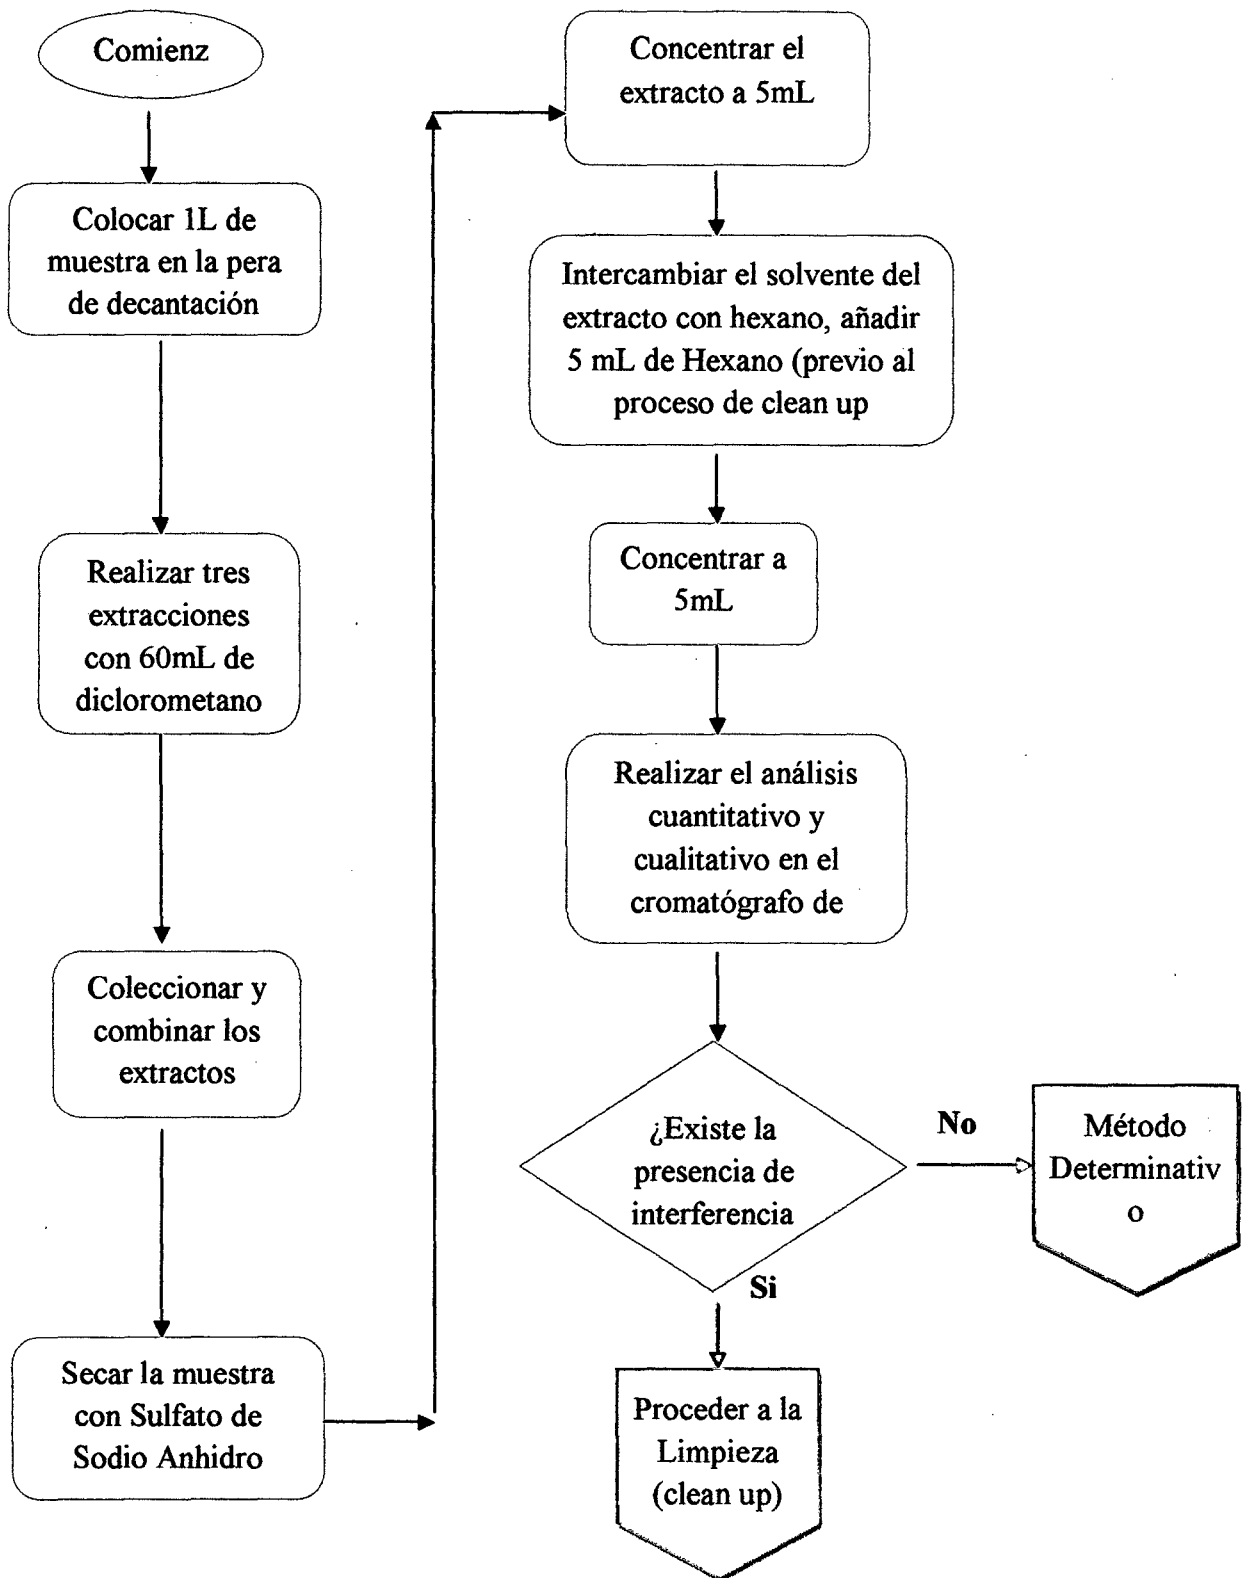 Comienz
Colocar 1L de
muestra en la pera
de decantación
Realizar tres
extracciones
con 60mL de
diclorometano
Coleccionar y
combinar los
extractos
Secar la muestra
con Sulfato de
Sodio Anhidro
Concentrar el
extracto a 5mL
Intercambiar el solvente del
extracto con hexano, añadir
5 mL de Hexano (previo al
proceso de clean up
Concentrar a
5mL
Realizar el análisis
cuantitativo y
cualitativo en el
cromatógrafo de
¿Existe la
presencia de
interferencia
No
Método
Determinativ
o
Si
Proceder a la
Limpieza
(clean up)